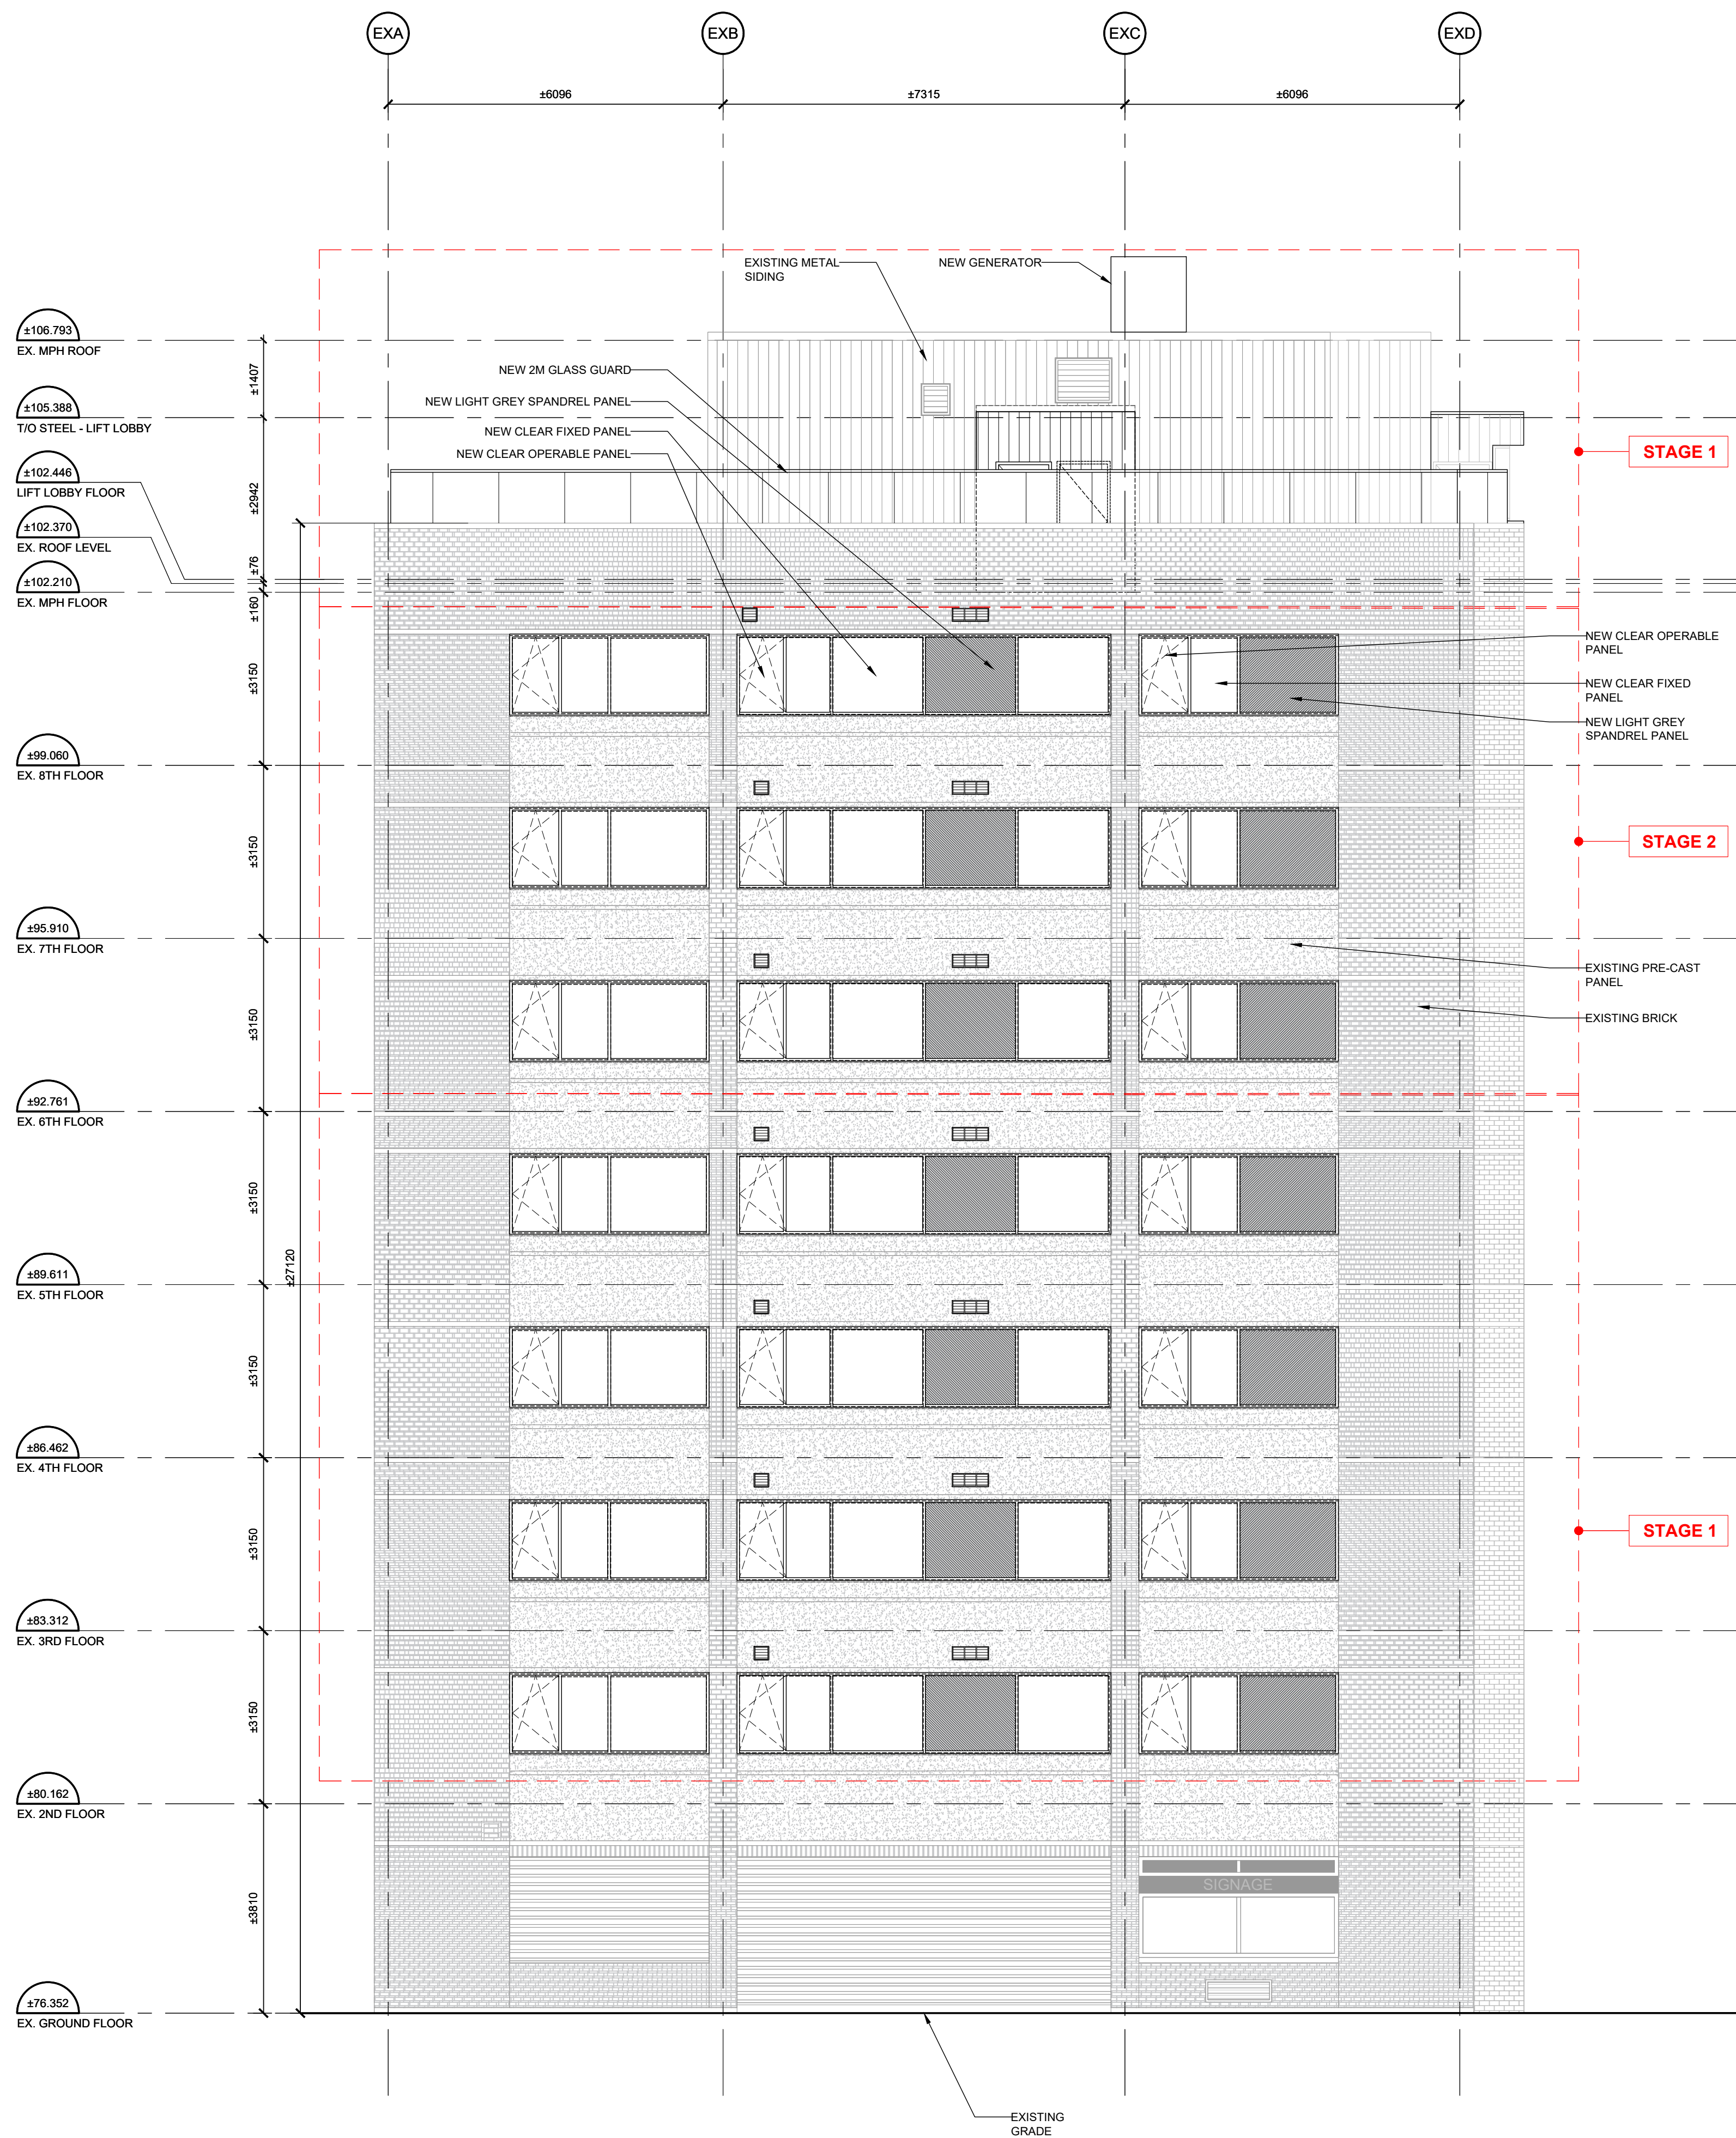 EXA
EXB
EXC
EXD
±6096
±7315
±6096
EXISTING METAL
SIDING
NEW GENERATOR
±106.793
EX. MPH ROOF
±1407
NEW 2M GLASS GUARD
±105.388
T/O STEEL - LIFT LOBBY
NEW LIGHT GREY SPANDREL PANEL
NEW CLEAR FIXED PANEL
NEW CLEAR OPERABLE PANEL
STAGE 1
±102.446
LIFT LOBBY FLOOR
±2942
±102.370
EX. ROOF LEVEL
±76
±102.210
EX. MPH FLOOR
±160
NEW CLEAR OPERABLE
PANEL
NEW CLEAR FIXED
PANEL
NEW LIGHT GREY
SPANDREL PANEL
±3150
±99.060
EX. 8TH FLOOR
±3150
STAGE 2
±95.910
EX. 7TH FLOOR
EXISTING PRE-CAST
PANEL
EXISTING BRICK
±3150
±92.761
EX. 6TH FLOOR
±3150
±27120
±89.611
EX. 5TH FLOOR
±3150
±86.462
EX. 4TH FLOOR
±3150
STAGE 1
±83.312
EX. 3RD FLOOR
±3150
±80.162
EX. 2ND FLOOR
SIGNAGE
±3810
±76.352
EX. GROUND FLOOR
EXISTING
GRADE